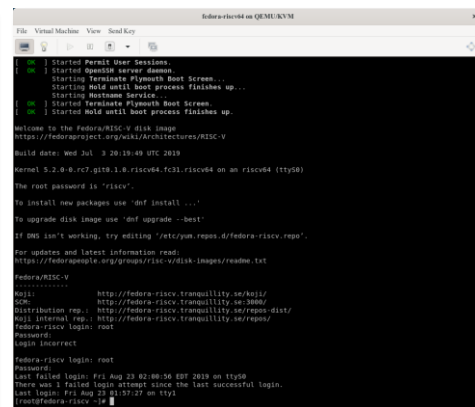 fedora-riscv64 on QEMU/KVM
File Virtual Machine View Send Key
[ OK ] Started Permit User Sessions.
[ OK ] Started OpenSSH server daemon.
Starting Terminate Plymouth Boot Screen...
Starting Hold until boot process finishes up...
Starting Hostname Service...
[ OK ] Started Terminate Plymouth Boot Screen.
[ OK ] Started Hold until boot process finishes up.
Welcome to the Fedora/RISC-V disk image
https://fedoraproject.org/wiki/Architectures/RISC-V
Build date: Wed Jul  3 20:19:49 UTC 2019
Kernel 5.2.0-0.rc7.git0.1.0.riscv64.fc31.riscv64 on an riscv64 (ttyS0)
The root password is 'riscv'.
To install new packages use 'dnf install ...'
To upgrade disk image use 'dnf upgrade --best'
If DNS isn't working, try editing '/etc/yum.repos.d/fedora-riscv.repo'.
For updates and latest information read:
https://fedorapeople.org/groups/risc-v/disk-images/readme.txt
Fedora/RISC-V
-------------
Koji: http://fedora-riscv.tranquillity.se/koji/
SCM: http://fedora-riscv.tranquillity.se:3000/
Distribution rep.: http://fedora-riscv.tranquillity.se/repos-dist/
Koji internal rep.: http://fedora-riscv.tranquillity.se/repos/
fedora-riscv login: root
Password:
Login incorrect
fedora-riscv login: root
Password:
Last failed login: Fri Aug 23 02:00:56 EDT 2019 on ttyS0
There was 1 failed login attempt since the last successful login.
Last login: Fri Aug 23 01:57:27 on tty1
[root@fedora-riscv ~]#